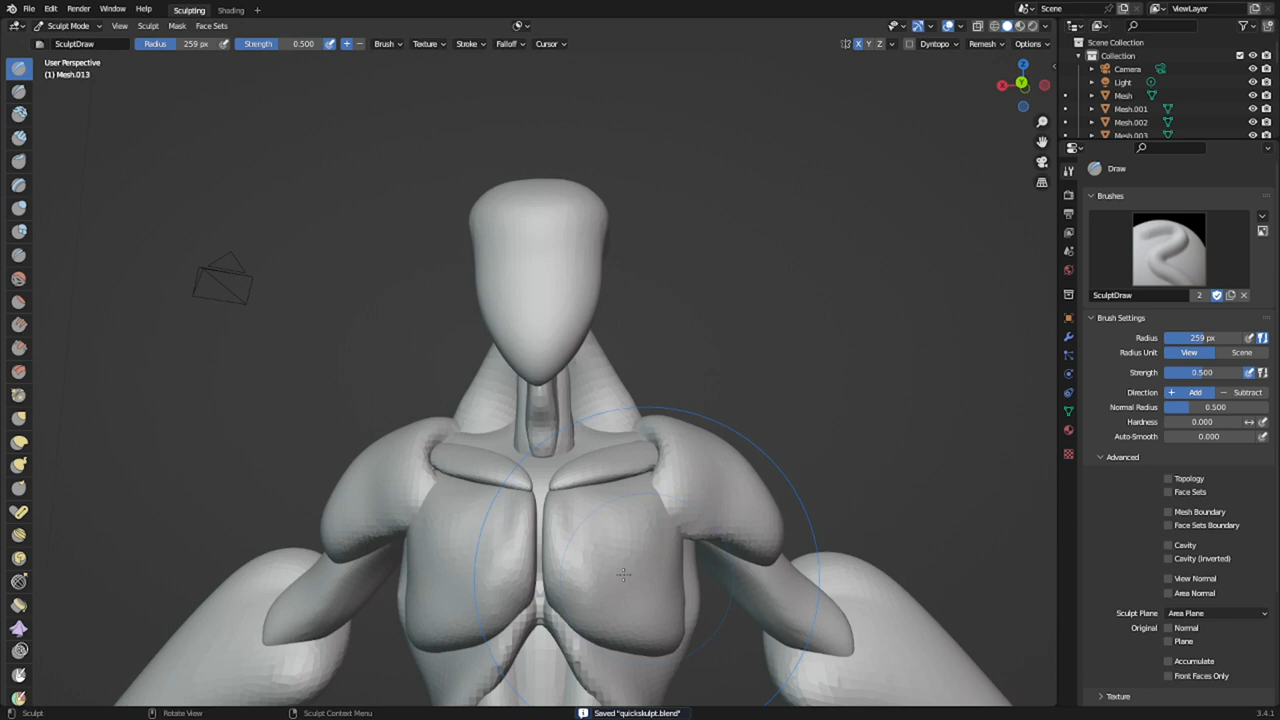 File Edit Render Window Help Sculpting Shading Scene ViewLayer
Sculpt Mode View Sculpt Mask Face Sets
SculptDraw Radius 259 px Strength 0.500 Brush Texture Stroke Falloff Cursor X Y Z Dyntopo Remesh Options
User Perspective
(1) Mesh.013
Scene Collection
Collection
Camera
Light
Mesh
Mesh.001
Mesh.002
Mesh.003
Z
Y
X
Draw
Brushes
SculptDraw 2
Brush Settings
Radius 259 px
Radius Unit View Scene
Strength 0.500
Direction Add Subtract
Normal Radius 0.500
Hardness 0.000
Auto-Smooth 0.000
Advanced
Topology
Face Sets
Mesh Boundary
Face Sets Boundary
Cavity
Cavity (inverted)
View Normal
Area Normal
Sculpt Plane Area Plane
Original Normal
Plane
Accumulate
Front Faces Only
Texture
Sculpt Rotate View Sculpt Context Menu Saved "quickskulpt.blend" 3.4.1